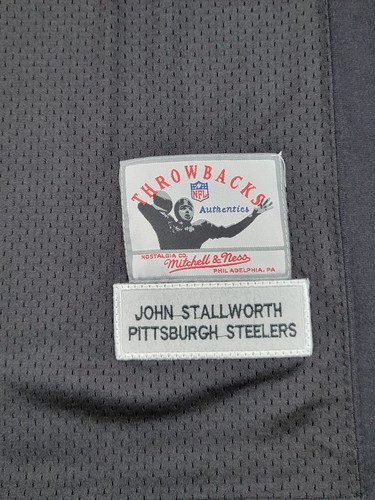 THROWBACKS
NFL
Authentics
NOSTALGIA CO.
Mitchell & Ness
PHILADELPHIA, PA
JOHN STALLWORTH
PITTSBURGH STEELERS